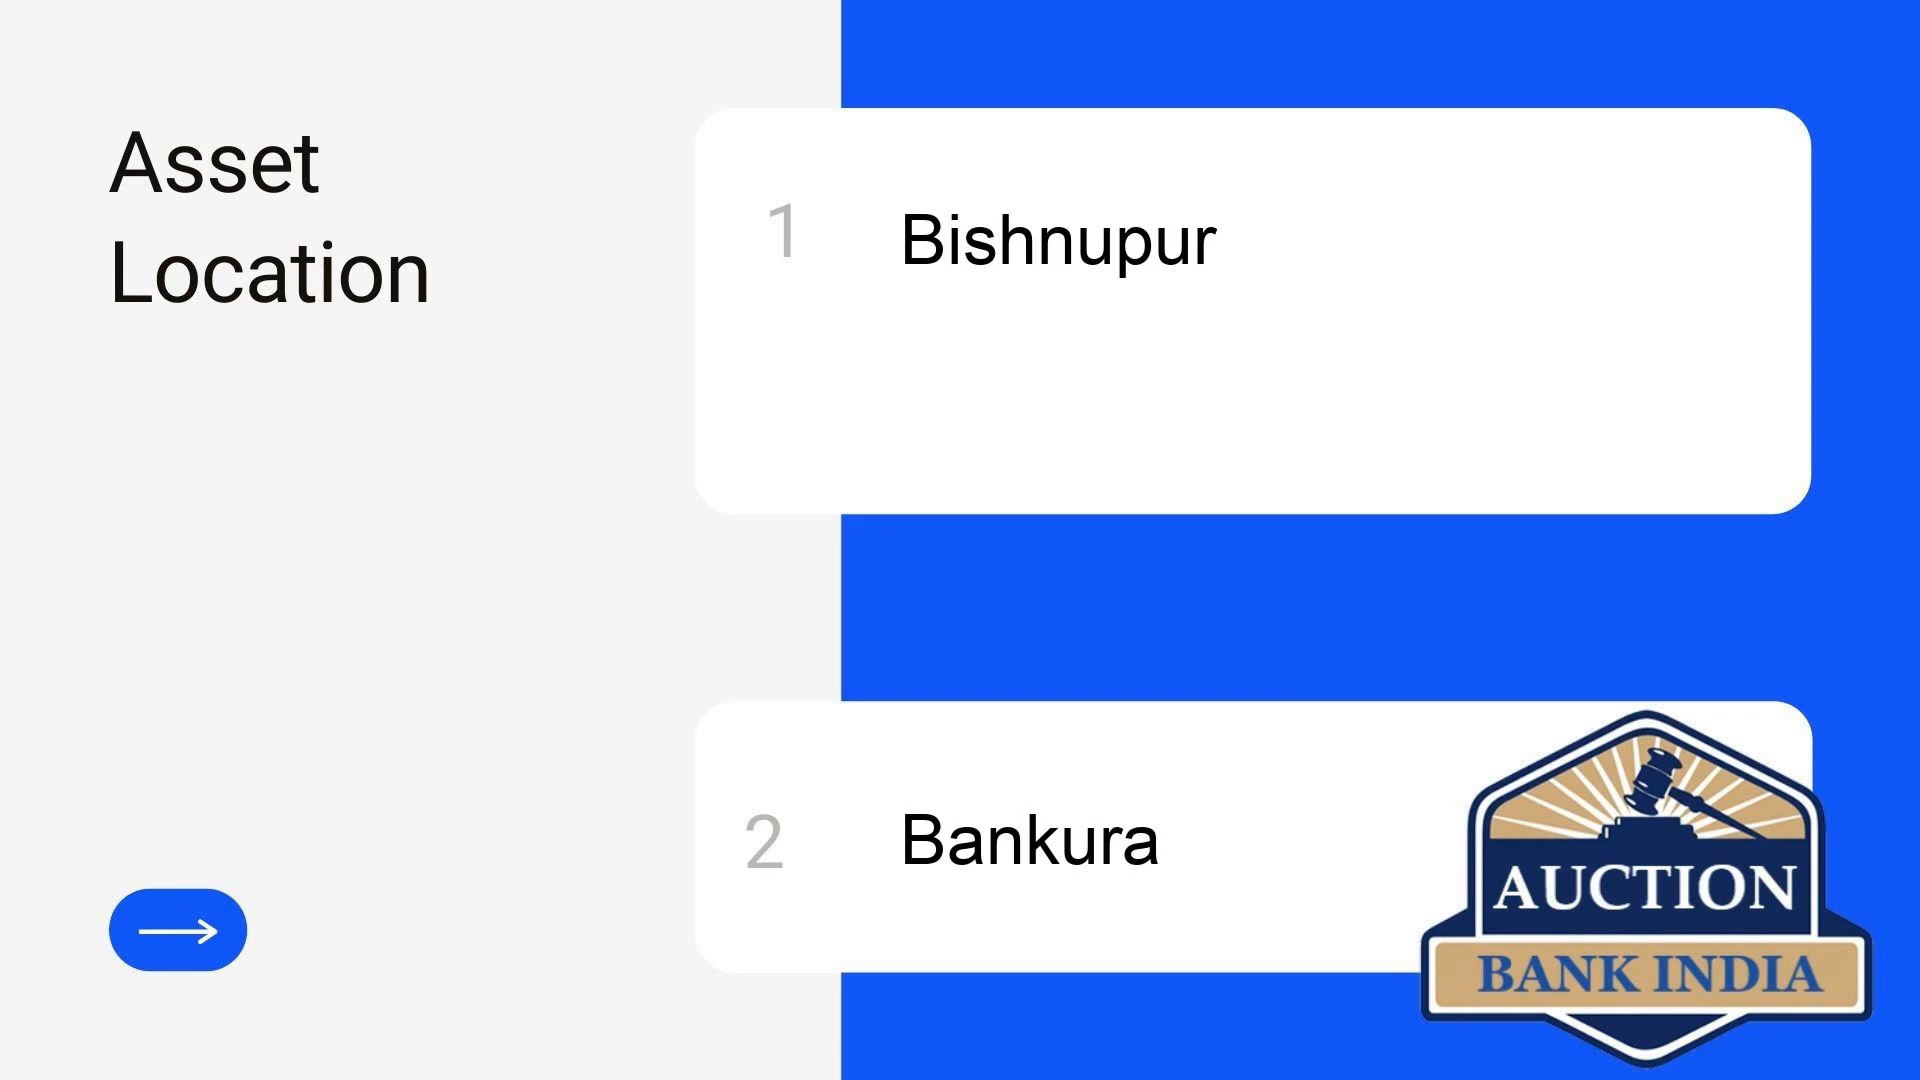 Asset
Location
1
Bishnupur
2
Bankura
AUCTION
BANK INDIA